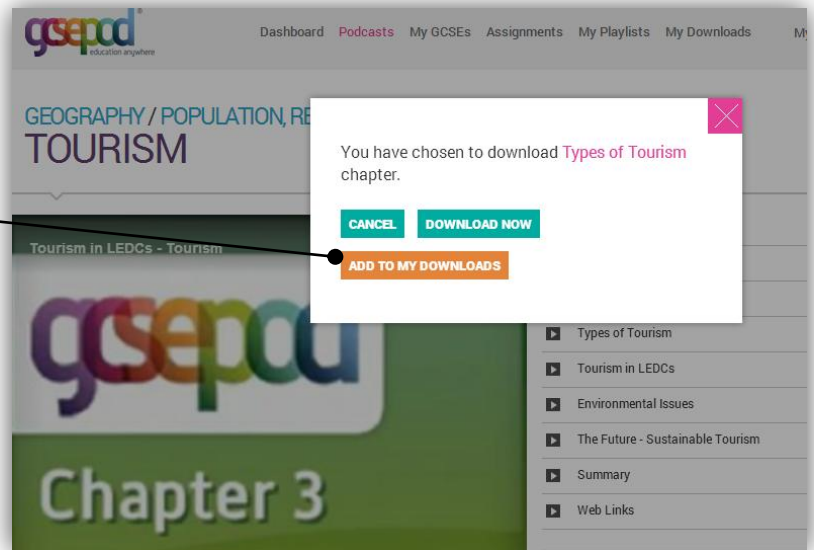 gcsepod®
education anywhere
Dashboard Podcasts My GCSEs Assignments My Playlists My Downloads
GEOGRAPHY / POPULATION, RE
TOURISM
You have chosen to download Types of Tourism
chapter.
CANCEL DOWNLOAD NOW
ADD TO MY DOWNLOADS
Tourism in LEDCs - Tourism
gcsepod
Chapter 3
Types of Tourism
Tourism in LEDCs
Environmental Issues
The Future - Sustainable Tourism
Summary
Web Links